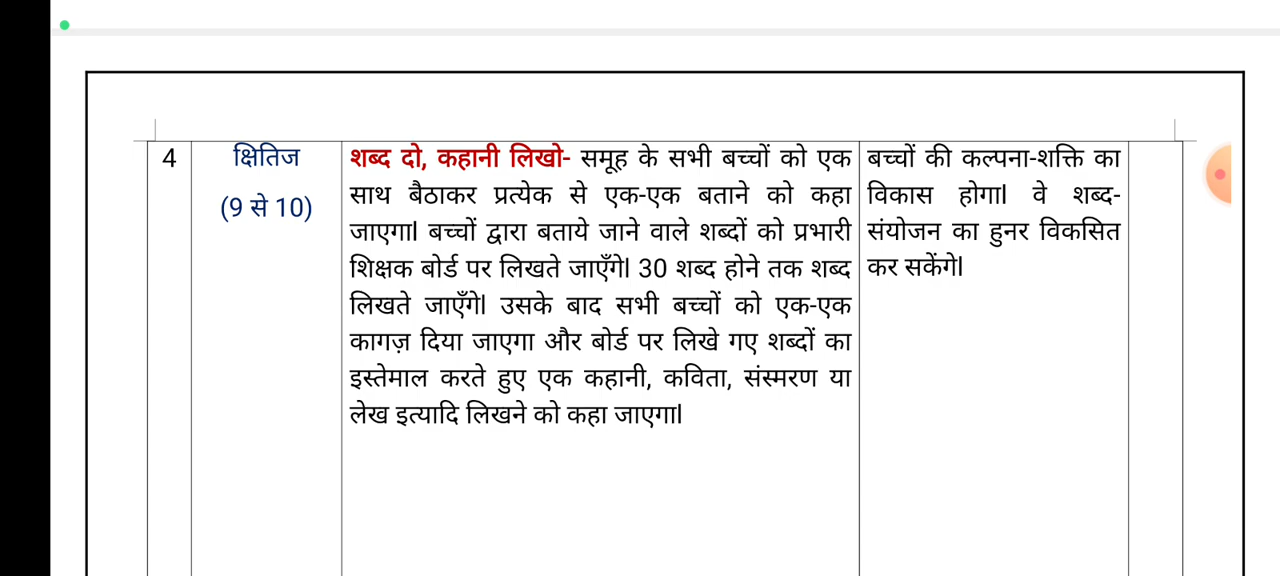 4
क्षितिज
(9 से 10)
शब्द दो, कहानी लिखो- समूह के सभी बच्चों को एक
साथ बैठाकर प्रत्येक से एक-एक बताने को कहा
जाएगा। बच्चों द्वारा बताये जाने वाले शब्दों को प्रभारी
शिक्षक बोर्ड पर लिखते जाएँगे। 30 शब्द होने तक शब्द
लिखते जाएँगे। उसके बाद सभी बच्चों को एक-एक
कागज़ दिया जाएगा और बोर्ड पर लिखे गए शब्दों का
इस्तेमाल करते हुए एक कहानी, कविता, संस्मरण या
लेख इत्यादि लिखने को कहा जाएगा।
बच्चों की कल्पना-शक्ति का
विकास होगा। वे शब्द-
संयोजन का हुनर विकसित
कर सकेंगे।